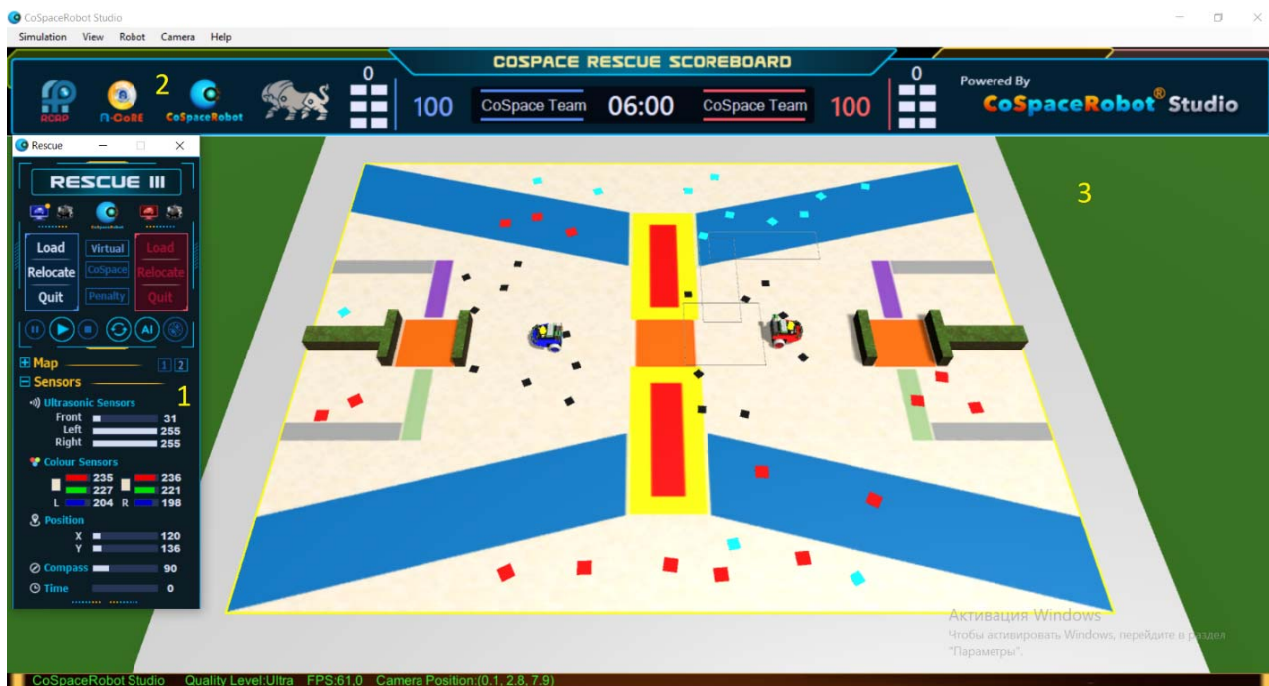 CoSpaceRobot Studio
Simulation View Robot Camera Help
COSPACE RESCUE SCOREBOARD
2
RCAP
N-CoRE
CoSpaceRobot
0
100
CoSpace Team
06:00
CoSpace Team
100
0
Powered By
CoSpaceRobot® Studio
Rescue
RESCUE III
CoSpaceRobot
Load Virtual Load
Relocate CoSpace Relocate
Quit Penalty Quit
AI
Map 1 2
Sensors
1
Ultrasonic Sensors
Front 31
Left 255
Right 255
Colour Sensors
235 236
227 221
L 204 R 198
Position
X 120
Y 136
Compass 90
Time 0
3
Активация Windows
Чтобы активировать Windows, перейдите в раздел
"Параметры".
CoSpaceRobot Studio Quality Level:Ultra FPS:61,0 Camera Position:(0.1, 2.8, 7.9)